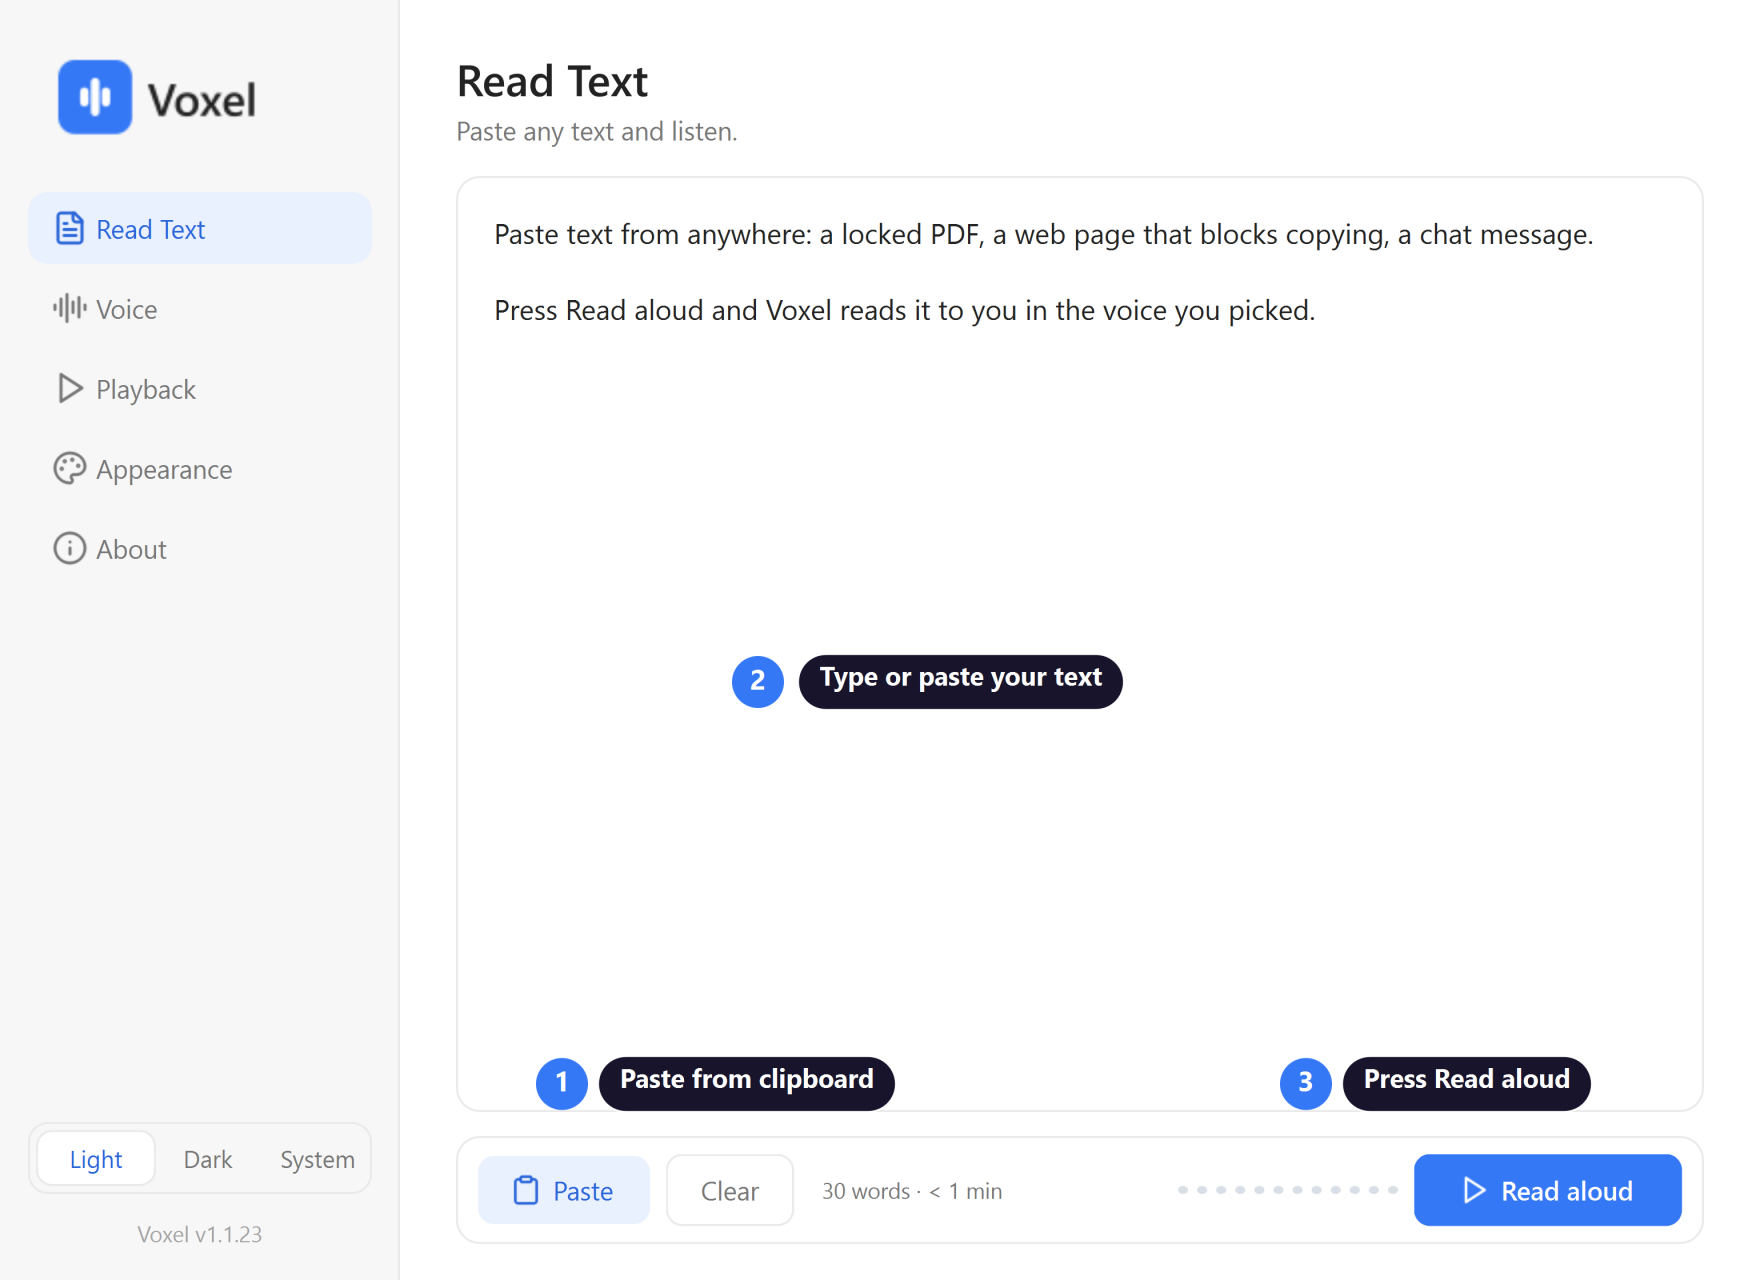 Voxel
Read Text
Voice
Playback
Appearance
About
Light
Dark
System
Voxel v1.1.23
Read Text
Paste any text and listen.
Paste text from anywhere: a locked PDF, a web page that blocks copying, a chat message.
Press Read aloud and Voxel reads it to you in the voice you picked.
2 Type or paste your text
1 Paste from clipboard
3 Press Read aloud
Paste
Clear
30 words · < 1 min
Read aloud